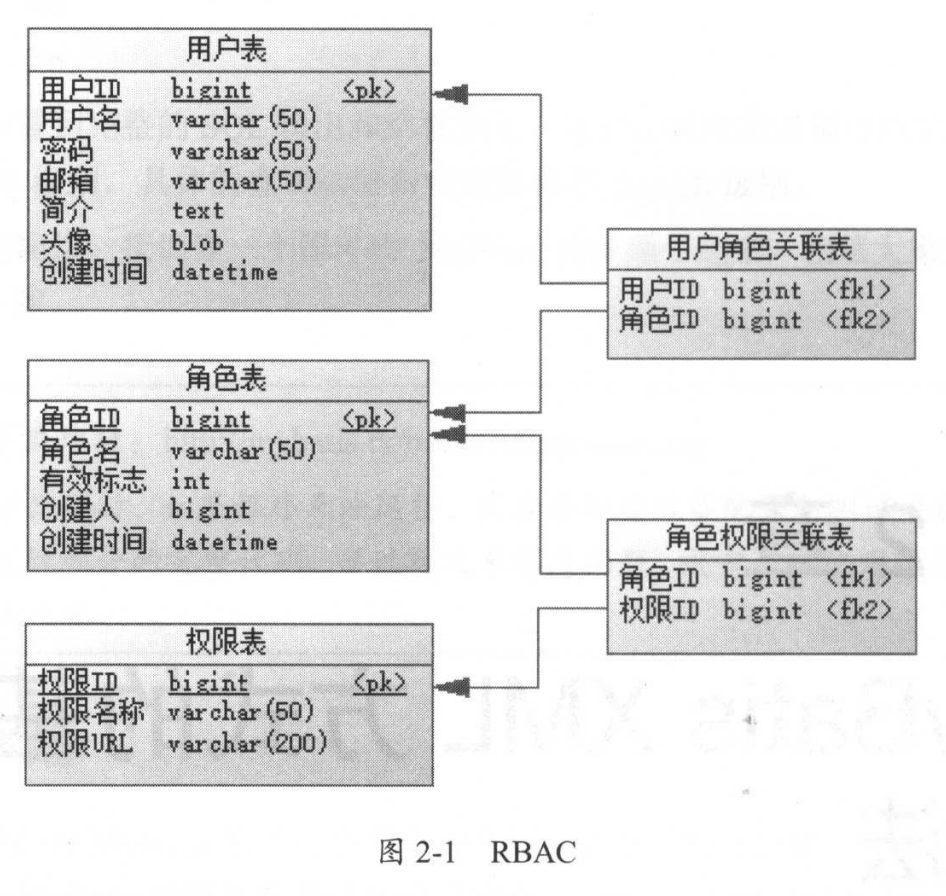 用户表
用户ID bigint <pk>
用户名 varchar(50)
密码 varchar(50)
邮箱 varchar(50)
简介 text
头像 blob
创建时间 datetime
用户角色关联表
用户ID bigint <fk1>
角色ID bigint <fk2>
角色表
角色ID bigint <pk>
角色名 varchar(50)
有效标志 int
创建人 bigint
创建时间 datetime
角色权限关联表
角色ID bigint <fk1>
权限ID bigint <fk2>
权限表
权限ID bigint <pk>
权限名称 varchar(50)
权限URL varchar(200)
图 2-1 RBAC